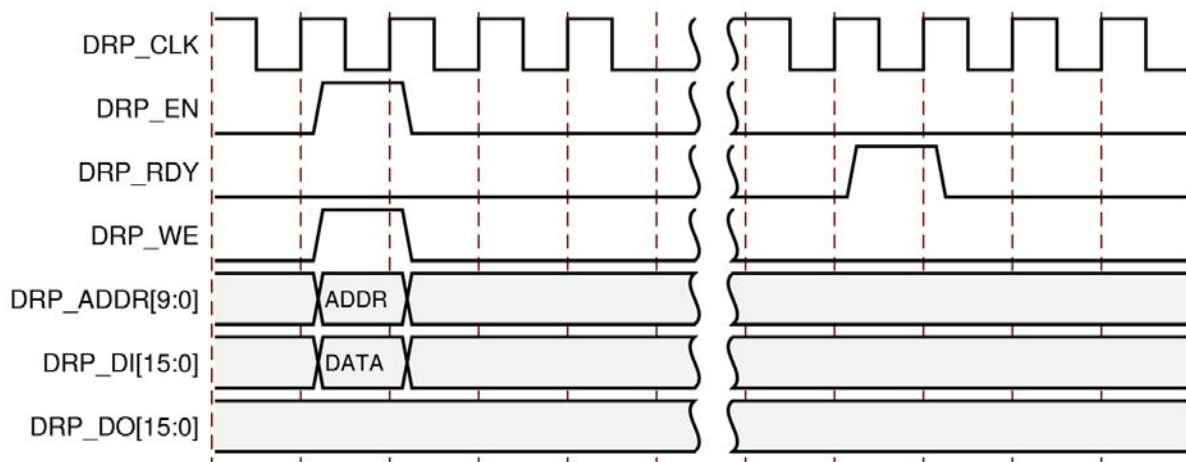 DRP_CLK
DRP_EN
DRP_RDY
DRP_WE
DRP_ADDR[9:0] ADDR
DRP_DI[15:0] DATA
DRP_DO[15:0]